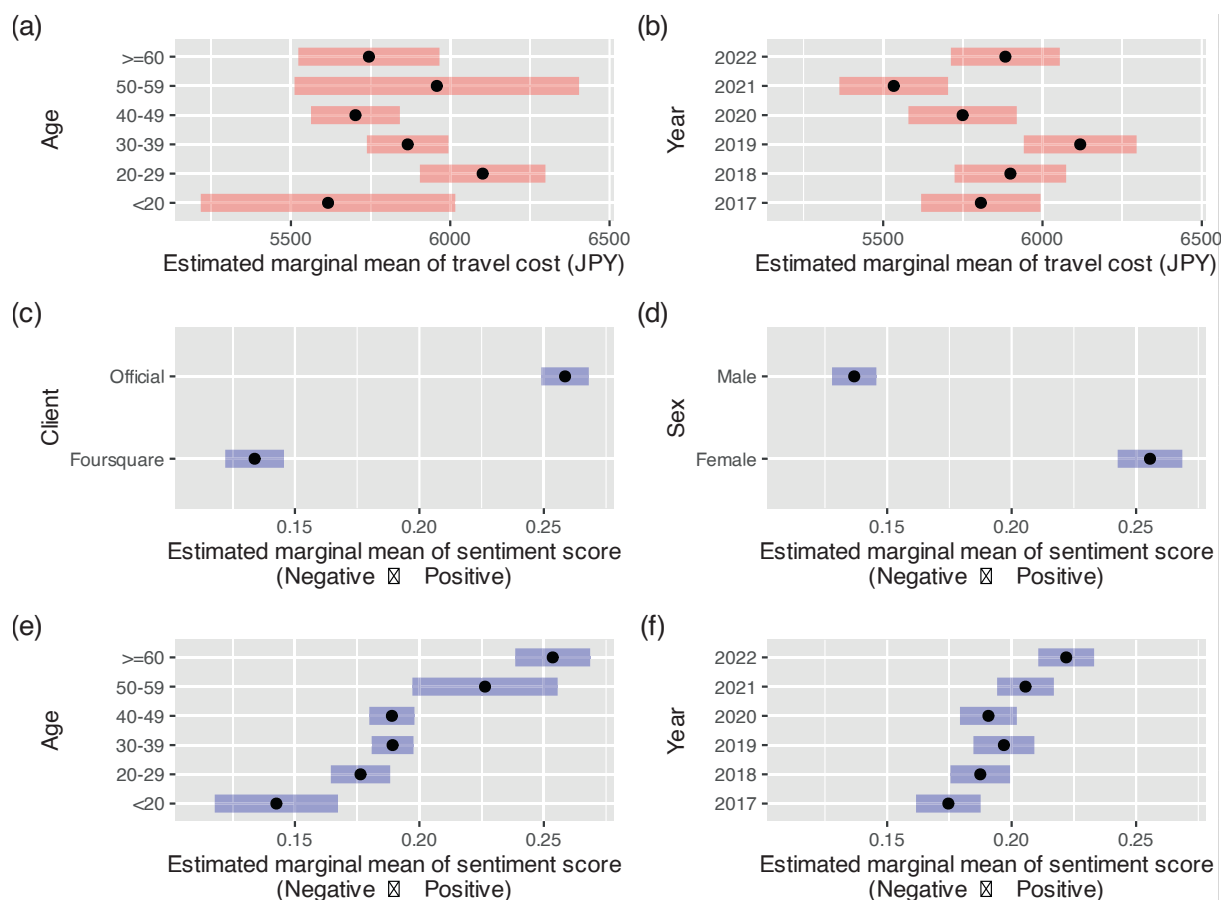 (a)
Age
>=60
50-59
40-49
30-39
20-29
<20
5500 6000 6500
Estimated marginal mean of travel cost (JPY)
(b)
Year
2022
2021
2020
2019
2018
2017
5500 6000 6500
Estimated marginal mean of travel cost (JPY)
(c)
Client
Official
Foursquare
0.15 0.20 0.25
Estimated marginal mean of sentiment score
(Negative Positive)
(d)
Sex
Male
Female
0.15 0.20 0.25
Estimated marginal mean of sentiment score
(Negative Positive)
(e)
Age
>=60
50-59
40-49
30-39
20-29
<20
0.15 0.20 0.25
Estimated marginal mean of sentiment score
(Negative Positive)
(f)
Year
2022
2021
2020
2019
2018
2017
0.15 0.20 0.25
Estimated marginal mean of sentiment score
(Negative Positive)